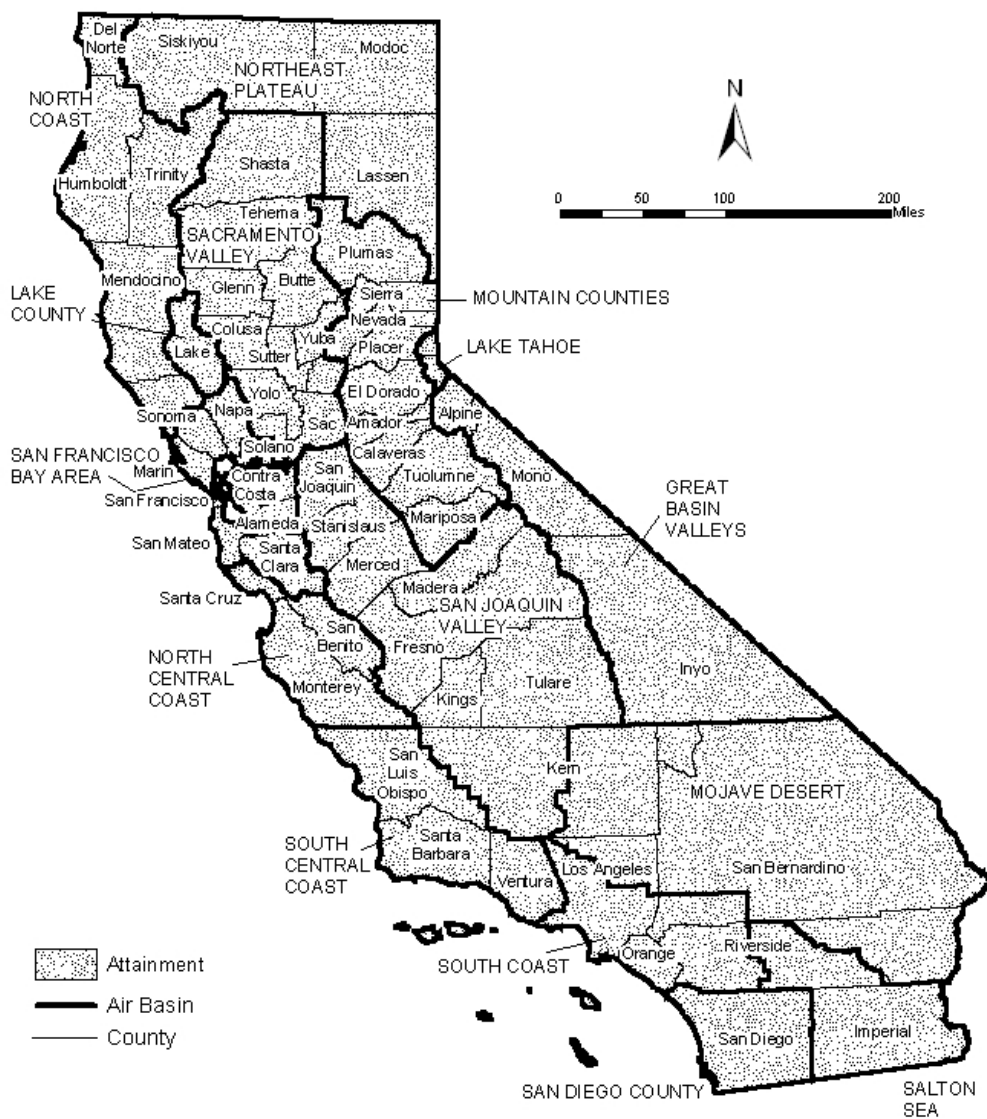 Del
Norte
Siskiyou
Modoc
NORTHEAST
PLATEAU
NORTH
COAST
N
Humboldt
Trinity
Shasta
Lassen
0 50 100 200
Miles
Tehema
SACRAMENTO
VALLEY
Plumas
Mendocino
Glenn
Butte
Sierra
MOUNTAIN COUNTIES
LAKE
COUNTY
Colusa
Yuba
Nevada
Lake
Sutter
Placer
LAKE TAHOE
Yolo
El Dorado
Sonoma
Napa
Sac
Amador
Alpine
Solano
Calaveras
SAN FRANCISCO
BAY AREA
Marin
Contra
Costa
San
Joaquin
Tuolumne
Mono
San Francisco
GREAT
BASIN
VALLEYS
Alameda
Stanislaus
Mariposa
San Mateo
Santa
Clara
Merced
Santa Cruz
Madera
SAN JOAQUIN
VALLEY
San
Benito
Fresno
NORTH
CENTRAL
COAST
Monterey
Kings
Tulare
Inyo
San
Luis
Obispo
Kern
MOJAVE DESERT
SOUTH
CENTRAL
COAST
Santa
Barbara
Ventura
Los Angeles
San Bernardino
Attainment
Air Basin
County
SOUTH COAST
Orange
Riverside
San Diego
Imperial
SAN DIEGO COUNTY
SALTON
SEA